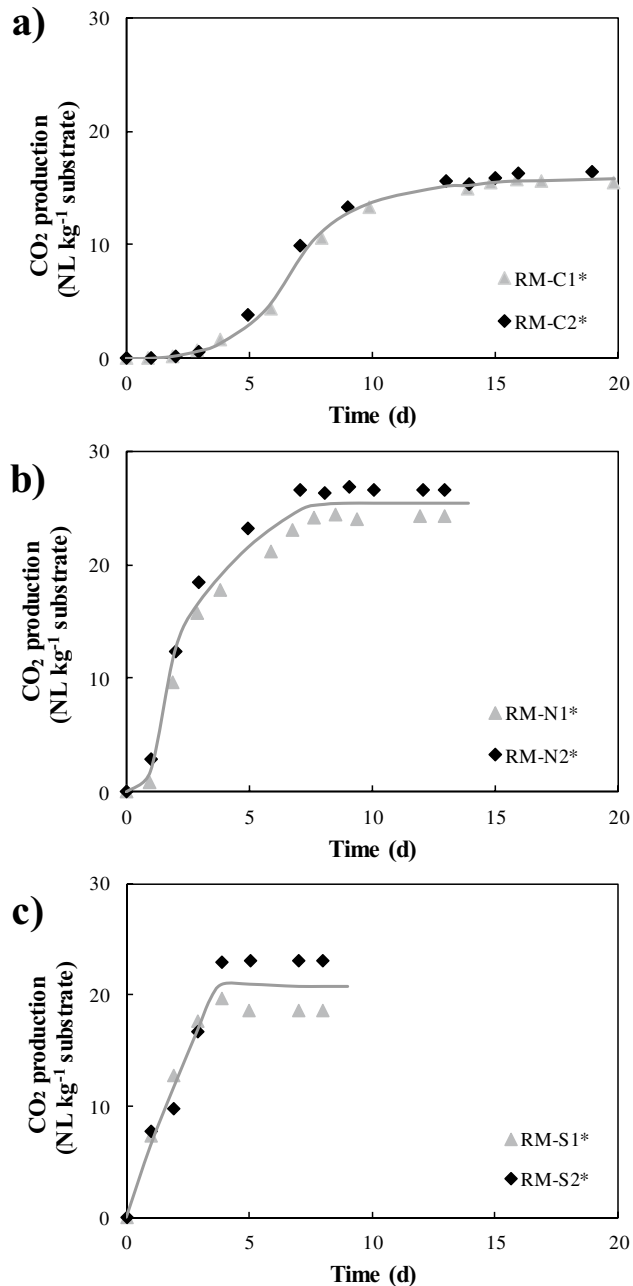 a)
30
20
10
0
CO₂ production
(NL kg⁻¹ substrate)
RM-C1*
RM-C2*
0 5 10 15 20
Time (d)
b)
30
20
10
0
CO₂ production
(NL kg⁻¹ substrate)
RM-N1*
RM-N2*
0 5 10 15 20
Time (d)
c)
30
20
10
0
CO₂ production
(NL kg⁻¹ substrate)
RM-S1*
RM-S2*
0 5 10 15 20
Time (d)